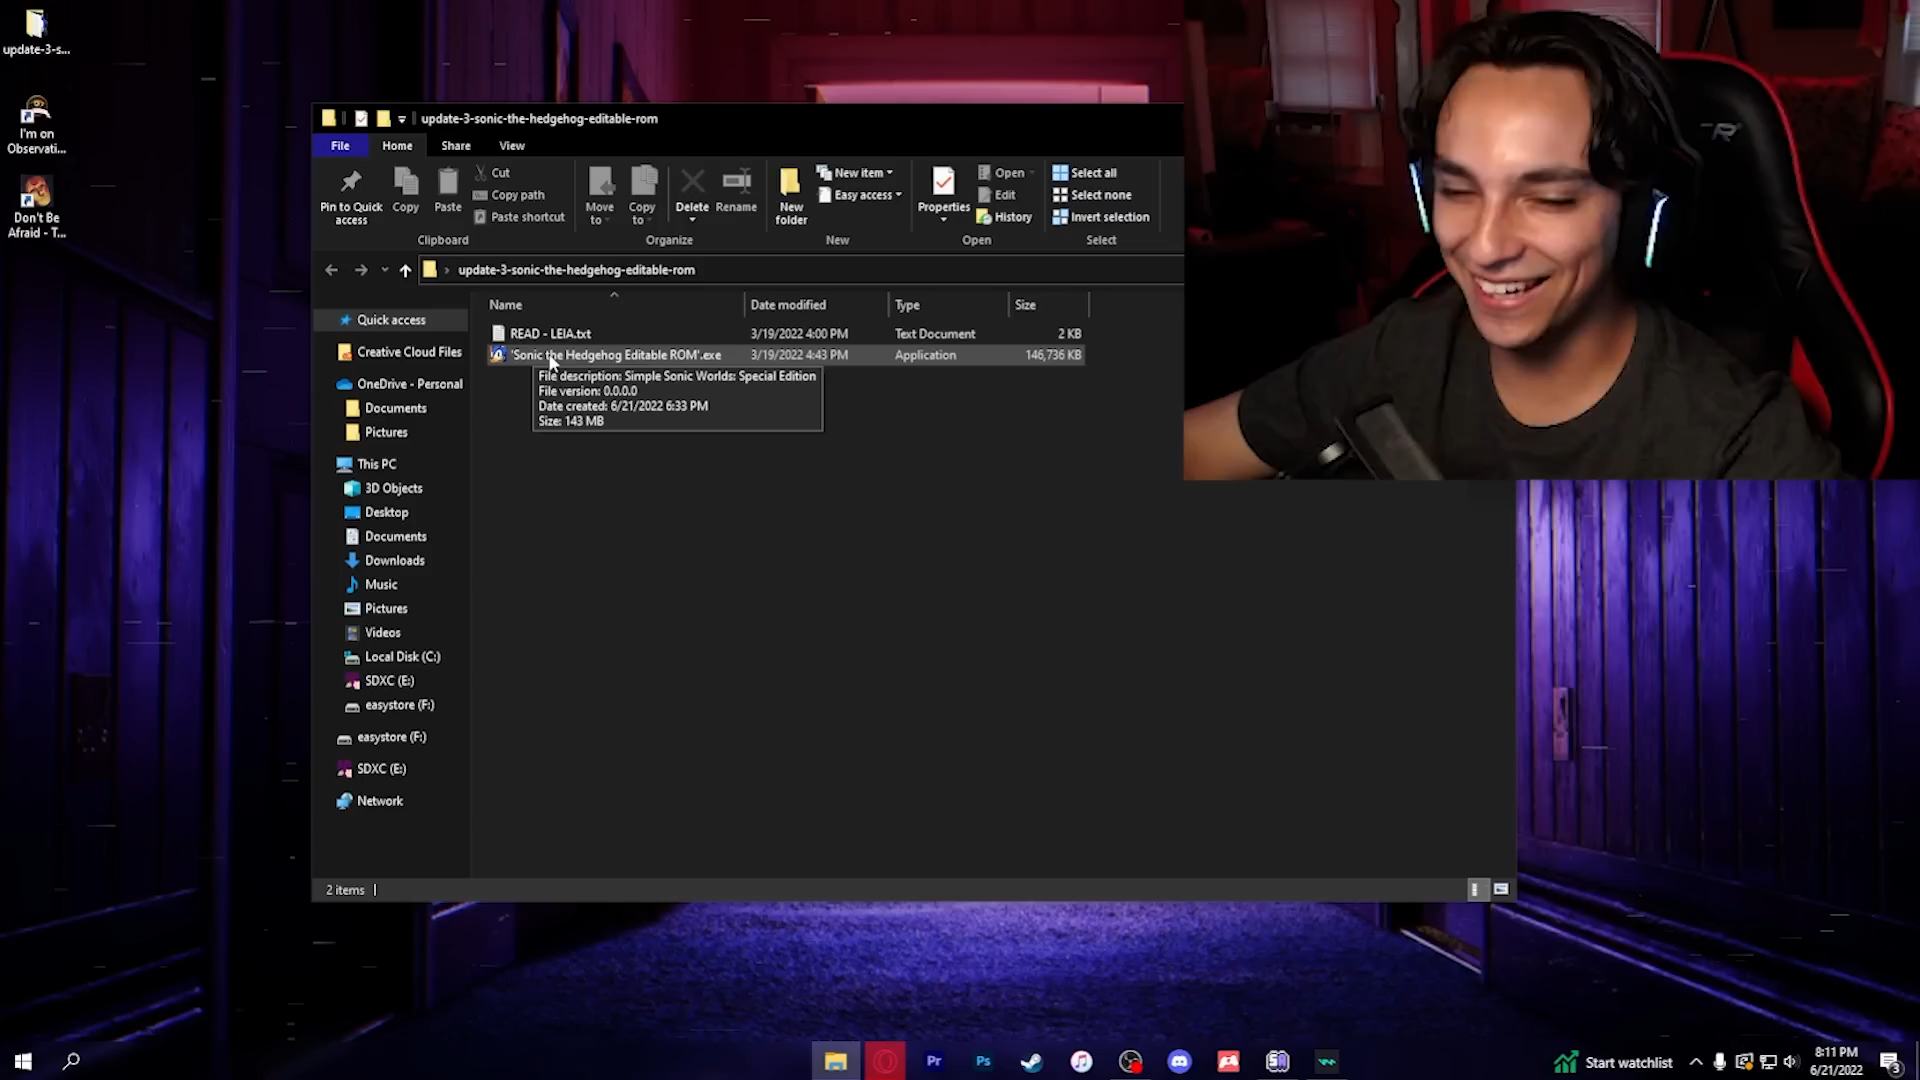 update-3-s...
I'm on
Observati...
Don't Be
Afraid - T...
update-3-sonic-the-hedgehog-editable-rom
File
Home
Share
View
Pin to Quick
access
Copy
Paste
Cut
Copy path
Paste shortcut
Move
to
Copy
to
Delete
Rename
New
folder
New item
Easy access
Properties
Open
Edit
History
Select all
Select none
Invert selection
Clipboard
Organize
New
Open
Select
update-3-sonic-the-hedgehog-editable-rom
Name
Date modified
Type
Size
READ - LEIA.txt
3/19/2022 4:00 PM
Text Document
2 KB
'Sonic the Hedgehog Editable ROM'.exe
3/19/2022 4:43 PM
Application
146,736 KB
File description: Simple Sonic Worlds: Special Edition
File version: 0.0.0.0
Date created: 6/21/2022 6:33 PM
Size: 143 MB
Quick access
Creative Cloud Files
OneDrive - Personal
Documents
Pictures
This PC
3D Objects
Desktop
Documents
Downloads
Music
Pictures
Videos
Local Disk (C:)
SDXC (E:)
easystore (F:)
easystore (F:)
SDXC (E:)
Network
2 items
Pr
Ps
Start watchlist
8:11 PM
6/21/2022
3